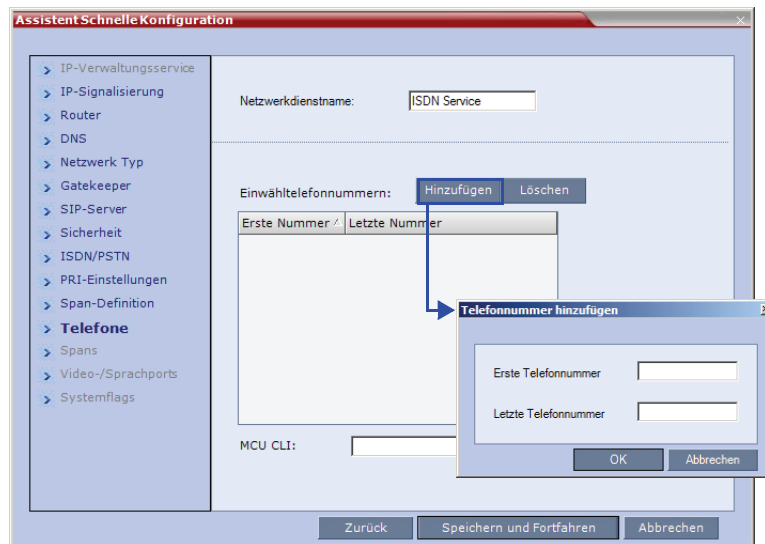 Assistent Schnelle Konfiguration
IP-Verwaltungsservice
IP-Signalisierung
Router
DNS
Netzwerk Typ
Gatekeeper
SIP-Server
Sicherheit
ISDN/PSTN
PRI-Einstellungen
Span-Definition
Telefone
Spans
Video-/Sprachports
Systemflags
Netzwerkdienstname: ISDN Service
Einwähltelefonnummern: Hinzufügen Löschen
Erste Nummer Letzte Nummer
MCU CLI:
Telefonnummer hinzufügen
Erste Telefonnummer
Letzte Telefonnummer
OK Abbrechen
Zurück Speichern und Fortfahren Abbrechen